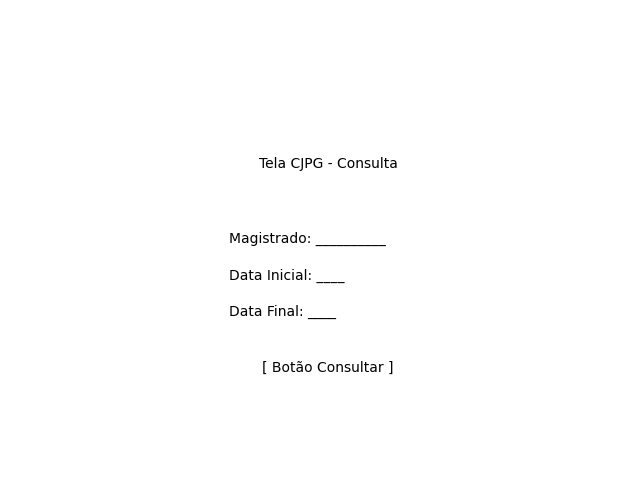 Tela CJPG - Consulta
Magistrado: __________
Data Inicial: ____
Data Final: ____
[ Botão Consultar ]